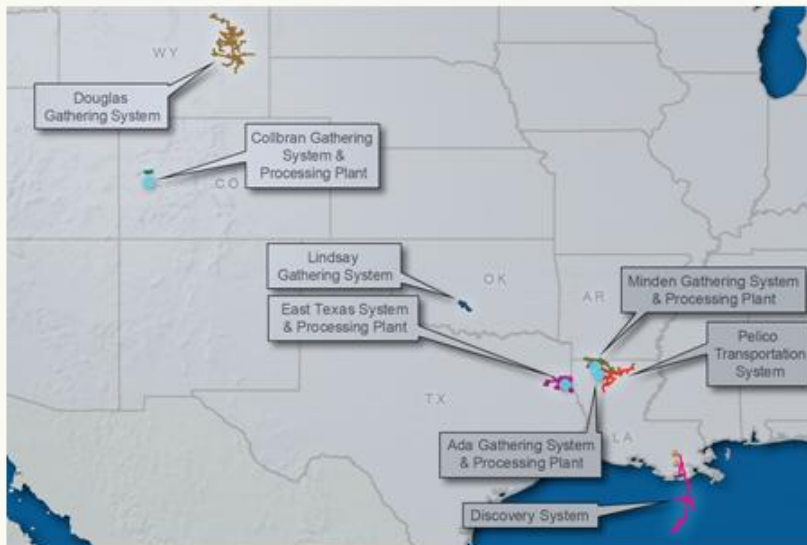 WY
Douglas
Gathering System
Collbran Gathering
System &
Processing Plant
CO
Lindsay
Gathering System
OK
Minden Gathering System
& Processing Plant
AR
East Texas System
& Processing Plant
Pelico
Transportation
System
TX
Ada Gathering System
& Processing Plant
LA
Discovery System